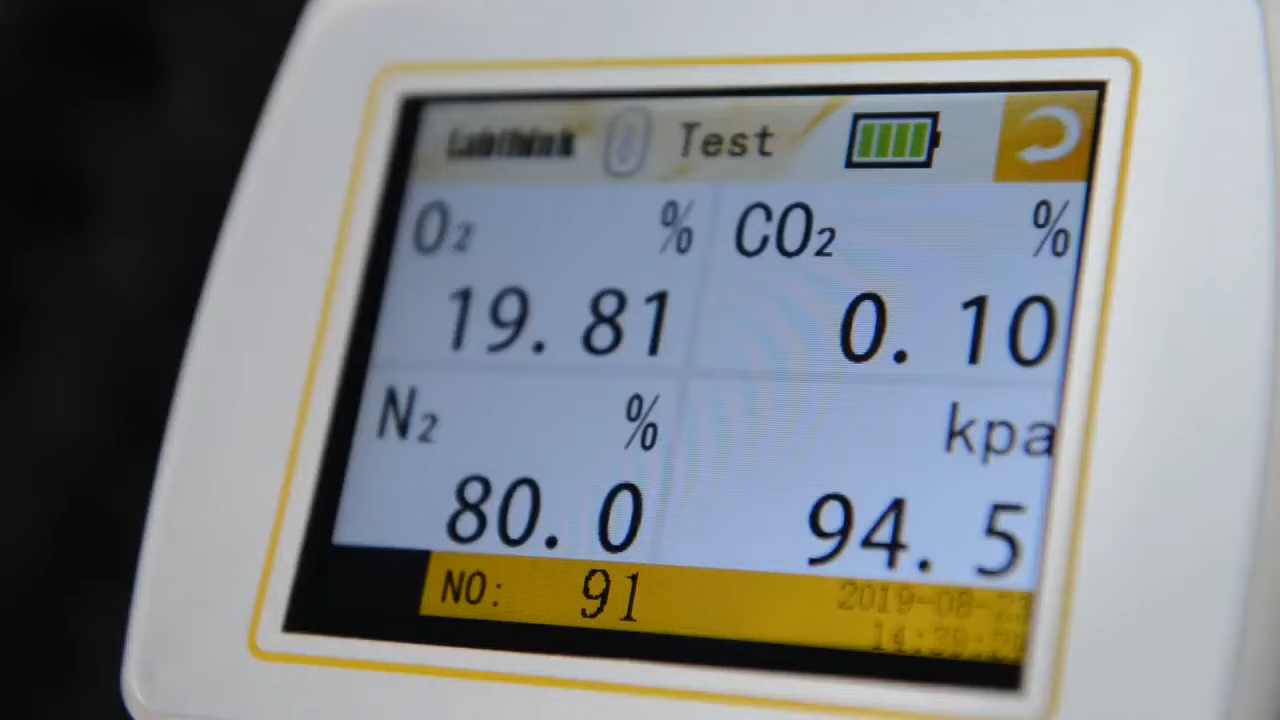 Labthink Test
O₂ % CO₂ %
19.81 0.10
N₂ % kpa
80.0 94.5
NO: 91